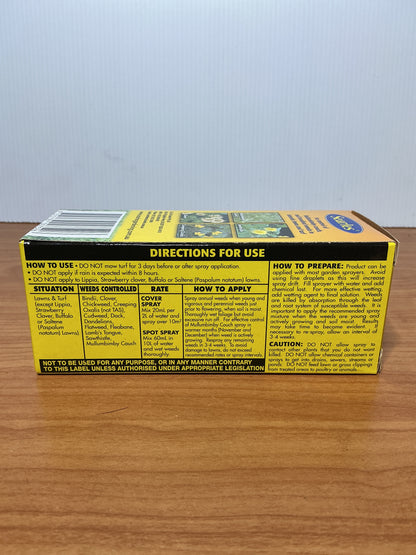 Searles
DIRECTIONS FOR USE
HOW TO USE • DO NOT mow turf for 3 days before or after spray application.
• DO NOT apply if rain is expected within 8 hours.
• DO NOT apply to Lippia, Strawberry clover, Buffalo or Saltene (Paspalum notatum) lawns.
SITUATION WEEDS CONTROLLED RATE HOW TO APPLY
Lawns & Turf
(except Lippia,
Strawberry
Clover, Buffalo
or Saltene
(Paspalum
notatum) Lawns)
Bindii, Clover,
Chickweed, Creeping
Oxalis (not TAS),
Cudweed, Dock,
Dandelions,
Flatweed, Fleabane,
Sowthistle,
Lamb's Tongue,
Mullumbimby Couch
COVER
SPRAY
Mix 20mL per
2L of water and
spray over 10m²
SPOT SPRAY
Mix 60mL in
10L of water
and wet weeds
thoroughly.
Spray annual weeds when young and
vigorous and perennial weeds just
prior to flowering, when soil is moist.
Thoroughly wet foliage but avoid
excessive run off. For effective control
of Mullumbimby Couch spray in
warmer months (November and
December) when weed is actively
growing. Respray any remaining
weeds in 3-4 weeks. To avoid
damage to lawns, do not exceed
recommended rates or spray intervals.
NOT TO BE USED FOR ANY PURPOSE, OR IN ANY MANNER CONTRARY
TO THIS LABEL UNLESS AUTHORISED UNDER APPROPRIATE LEGISLATION
HOW TO PREPARE: Product can be
applied with most garden sprayers. Avoid
using fine droplets as this will increase
spray drift. Fill sprayer with water and add
chemical last. For more effective wetting,
add wetting agent to final solution. Weeds
are killed by absorption through the leaf
and root system of susceptible weeds. It is
important to apply the recommended spray
mixture when the weeds are young and
actively growing and soil moist. Results
may take time to become evident. If
necessary to re-spray, allow an interval of
3-4 weeks.
CAUTION: DO NOT allow spray to
contact other plants that you do not want
killed. DO NOT allow chemical containers or
sprays to get into drains, sewers, streams or
ponds. DO NOT feed lawn or grass clippings
from treated areas to poultry or animals.